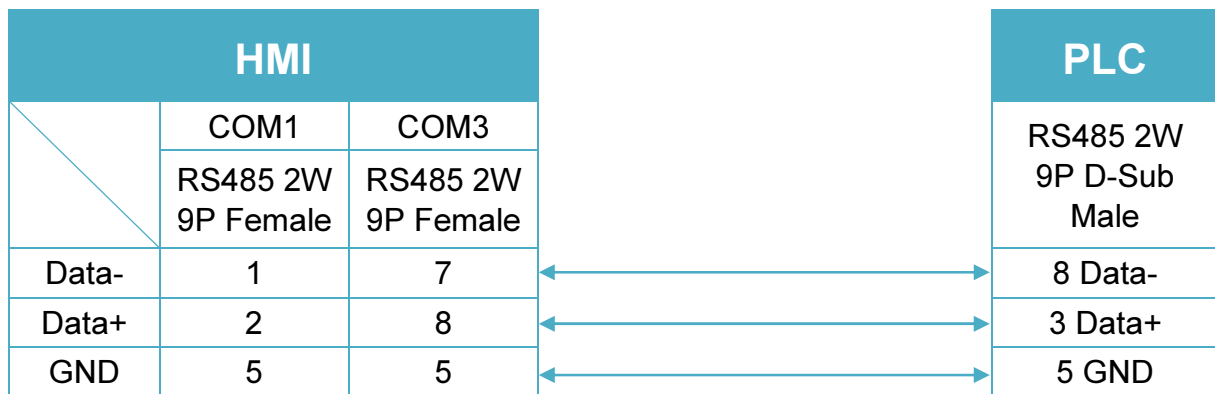 HMI
PLC
COM1
COM3
RS485 2W
9P Female
RS485 2W
9P Female
RS485 2W
9P D-Sub
Male
Data-
1
7
8 Data-
Data+
2
8
3 Data+
GND
5
5
5 GND